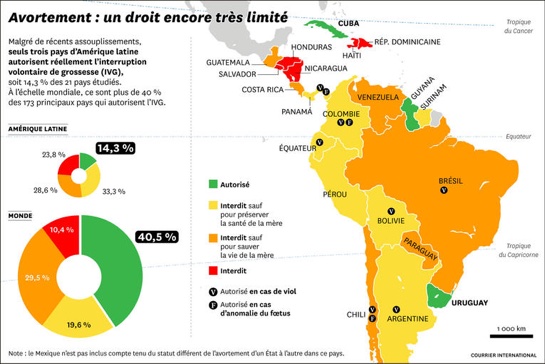 Avortement : un droit encore très limité
Malgré de récents assouplissements,
seuls trois pays d'Amérique latine
autorisent réellement l'interruption
volontaire de grossesse (IVG),
soit 14,3 % des 21 pays étudiés.
À l'échelle mondiale, ce sont plus de 40 %
des 173 principaux pays qui autorisent l'IVG.
AMÉRIQUE LATINE
14,3 %
23,8 %
28,6 %
33,3 %
MONDE
40,5 %
10,4 %
29,5 %
19,6 %
Autorisé
Interdit sauf
pour préserver
la santé de la mère
Interdit sauf
pour sauver
la vie de la mère
Interdit
V Autorisé en cas de viol
F Autorisé en cas
d'anomalie du fœtus
CUBA
Tropique
du Cancer
HONDURAS
RÉP. DOMINICAINE
HAÏTI
GUATEMALA
NICARAGUA
SALVADOR
COSTA RICA
PANAMÁ
V F
VENEZUELA
GUYANA
SURINAM
COLOMBIE
V F
Equateur
ÉQUATEUR
V
BRÉSIL
V
PÉROU
V
BOLIVIE
PARAGUAY
Tropique
du Capricorne
CHILI
V
F
V
ARGENTINE
URUGUAY
1 000 km
Note : le Mexique n'est pas inclus compte tenu du statut différent de l'avortement d'un État à l'autre dans ce pays.
COURRIER INTERNATIONAL